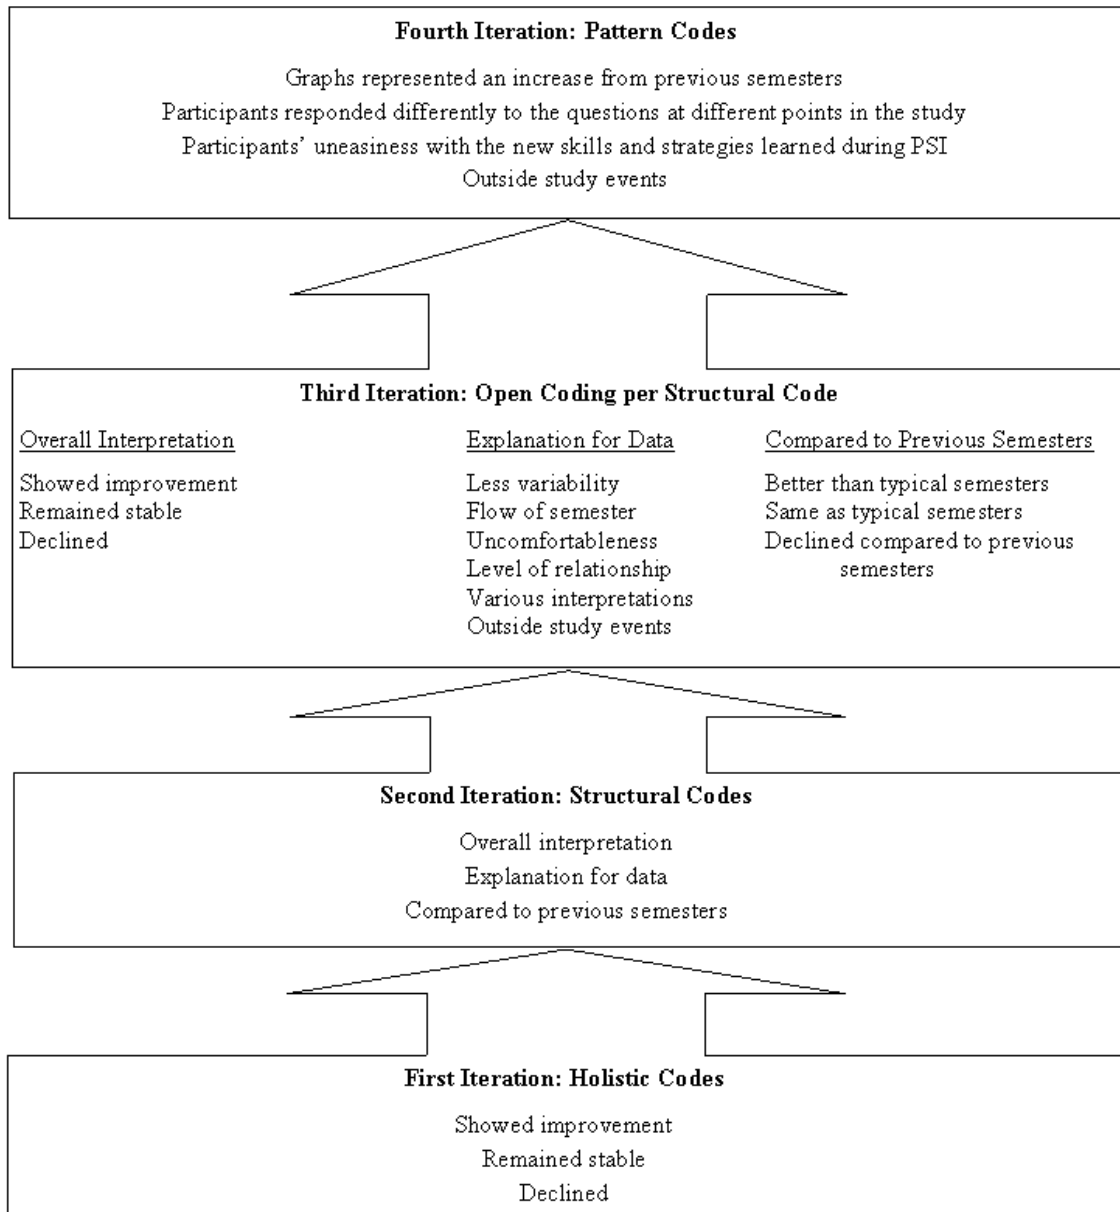 Fourth Iteration: Pattern Codes
Graphs represented an increase from previous semesters
Participants responded differently to the questions at different points in the study
Participants’ uneasiness with the new skills and strategies learned during PSI
Outside study events
Third Iteration: Open Coding per Structural Code
Overall Interpretation
Showed improvement
Remained stable
Declined
Explanation for Data
Less variability
Flow of semester
Uncomfortableness
Level of relationship
Various interpretations
Outside study events
Compared to Previous Semesters
Better than typical semesters
Same as typical semesters
Declined compared to previous
semesters
Second Iteration: Structural Codes
Overall interpretation
Explanation for data
Compared to previous semesters
First Iteration: Holistic Codes
Showed improvement
Remained stable
Declined